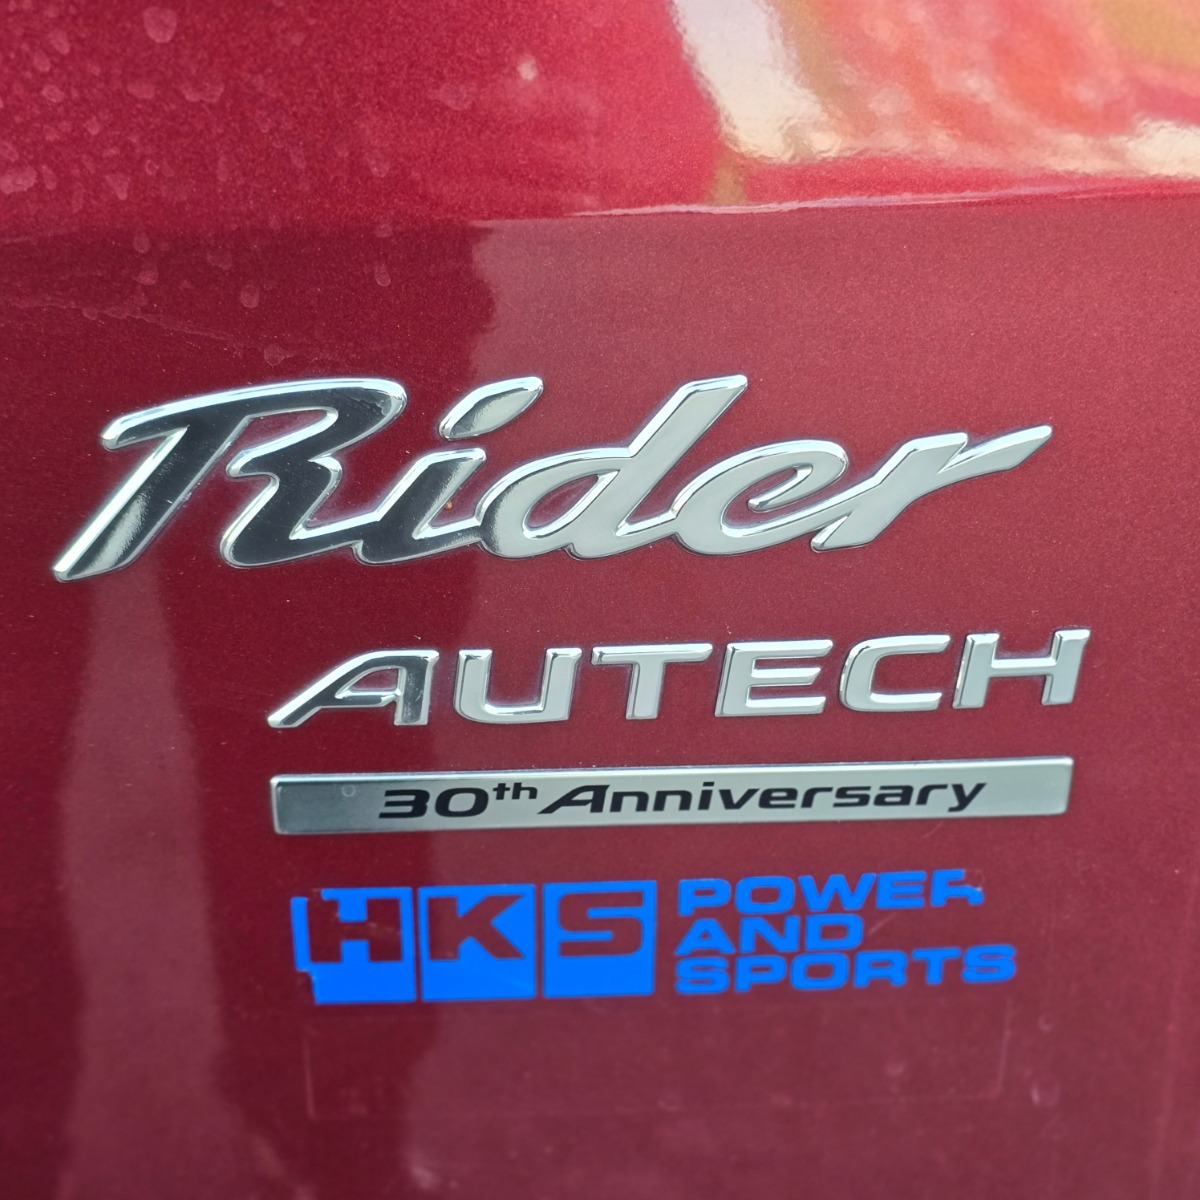 Rider
AUTECH
30th Anniversary
HKS POWER
AND
SPORTS